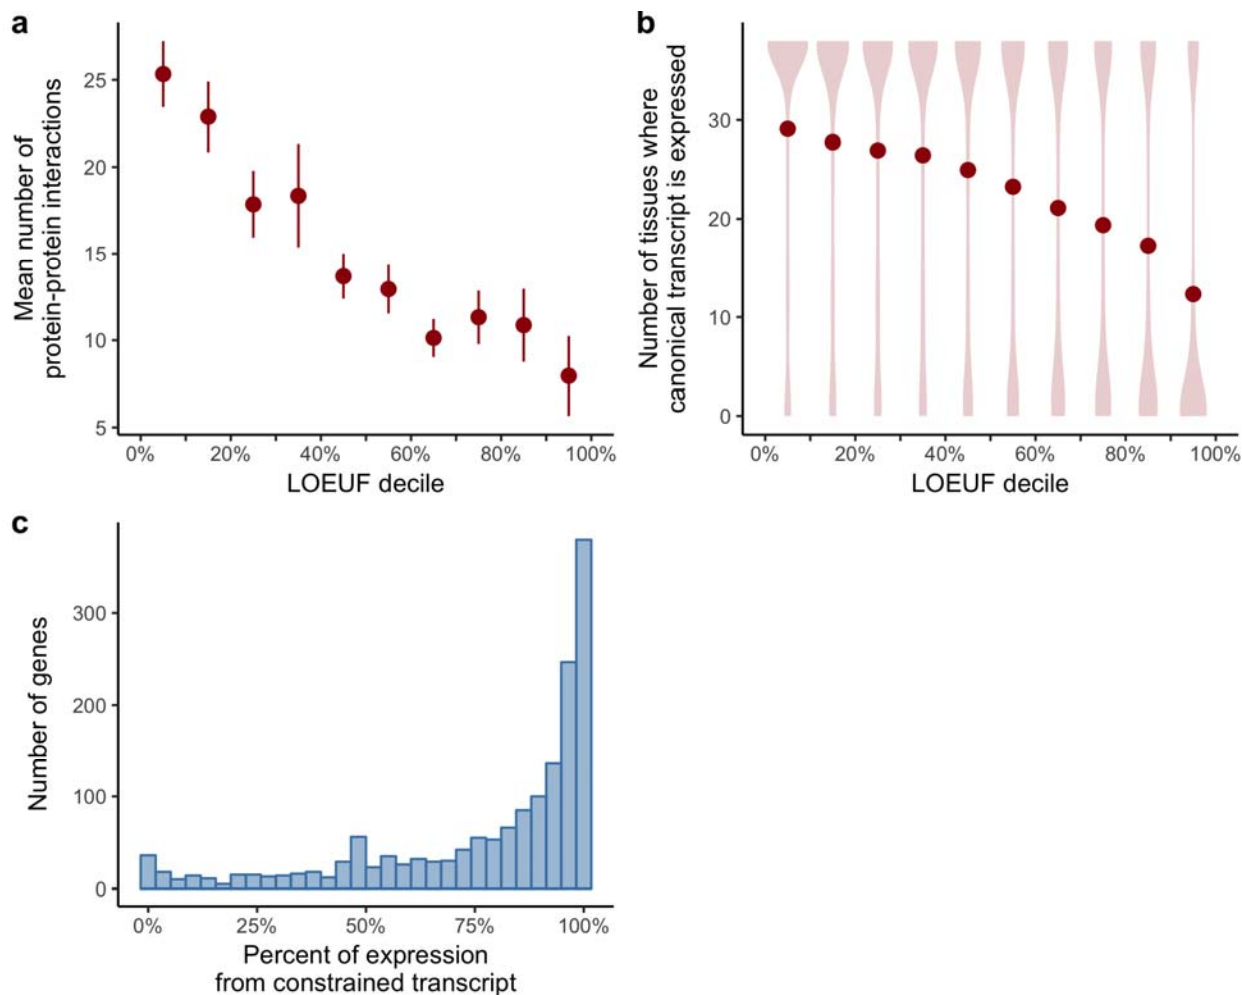 a
Mean number of
protein-protein interactions
25
20
15
10
5
0%
20%
40%
60%
80%
100%
LOEUF decile
b
Number of tissues where
canonical transcript is expressed
30
20
10
0
0%
20%
40%
60%
80%
100%
LOEUF decile
c
Number of genes
300
200
100
0
0%
25%
50%
75%
100%
Percent of expression
from constrained transcript